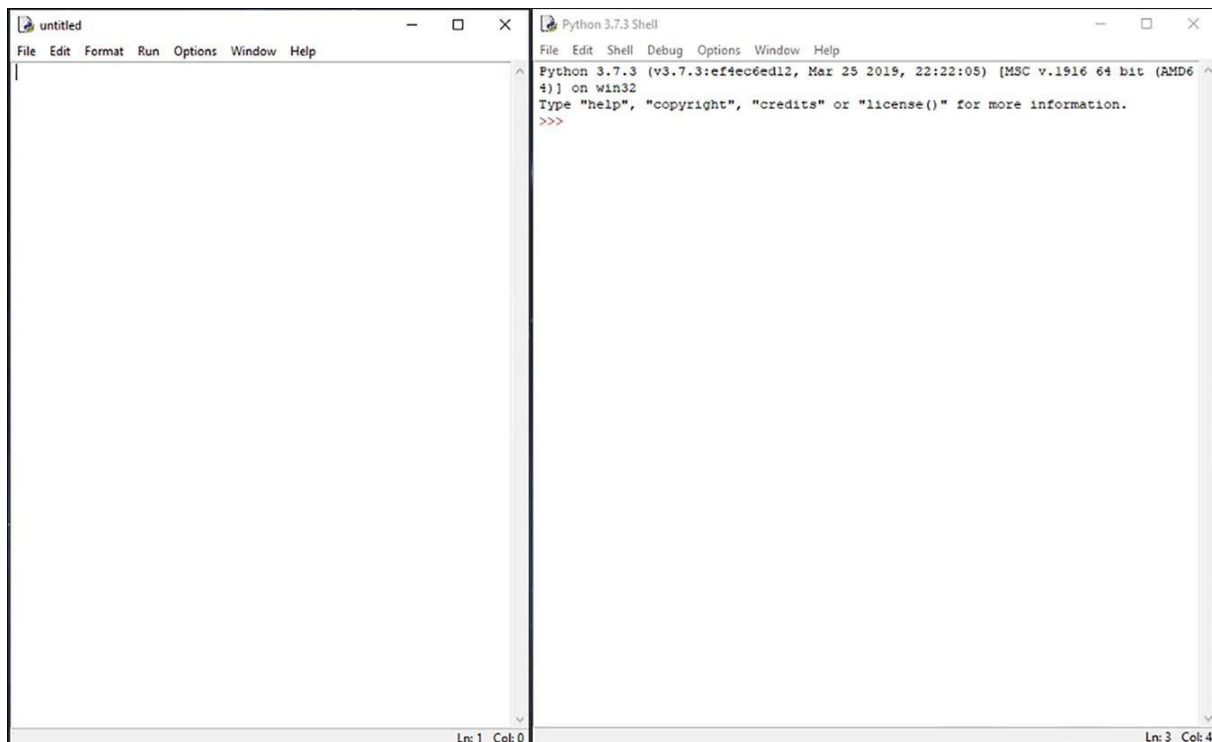 untitled
File Edit Format Run Options Window Help
Ln: 1 Col: 0
Python 3.7.3 Shell
File Edit Shell Debug Options Window Help
Python 3.7.3 (v3.7.3:ef4ec6ed12, Mar 25 2019, 22:22:05) [MSC v.1916 64 bit (AMD6
4)] on win32
Type "help", "copyright", "credits" or "license()" for more information.
>>>
Ln: 3 Col: 4